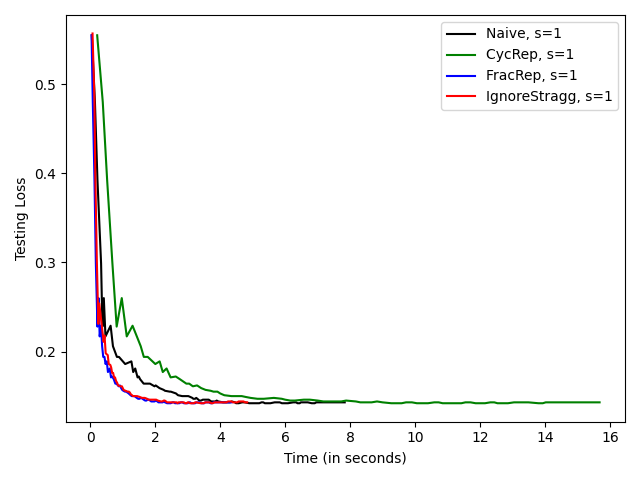 Naive, s=1
CycRep, s=1
FracRep, s=1
IgnoreStragg, s=1
Testing Loss
0.5
0.4
0.3
0.2
0 2 4 6 8 10 12 14 16
Time (in seconds)